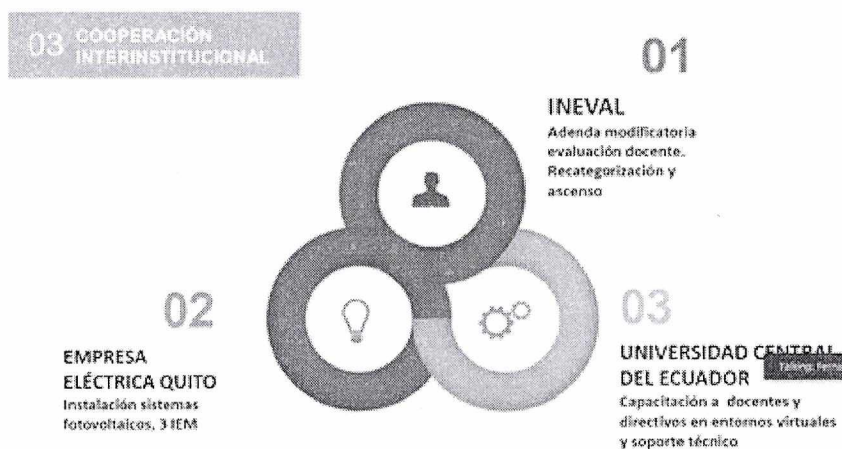 03 COOPERACIÓN
INTERINSTITUCIONAL
01
INEVAL
Adenda modificatoria
evaluación docente.
Recategorización y
ascenso
02
EMPRESA
ELÉCTRICA QUITO
Instalación sistemas
fotovoltaicos, 3 IEM
03
UNIVERSIDAD CENTRAL
DEL ECUADOR
Capacitación a docentes y
directivos en entornos virtuales
y soporte técnico